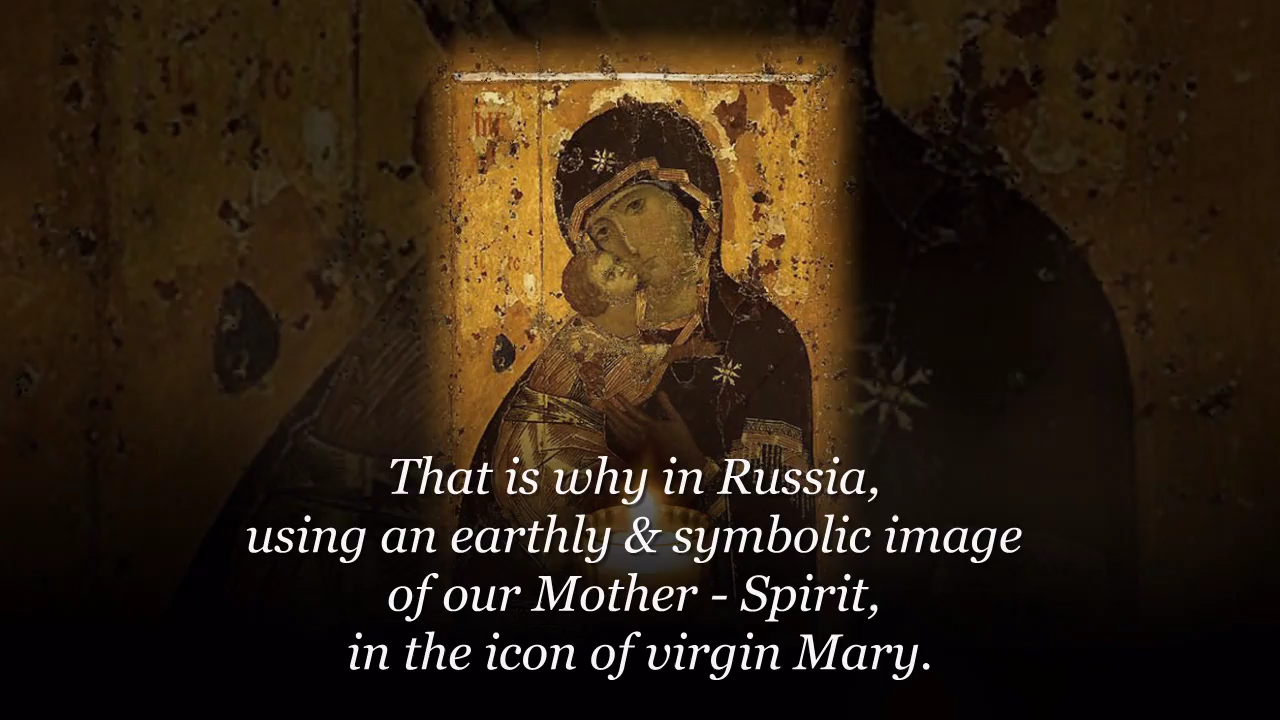 That is why in Russia,
using an earthly & symbolic image
of our Mother - Spirit,
in the icon of virgin Mary.